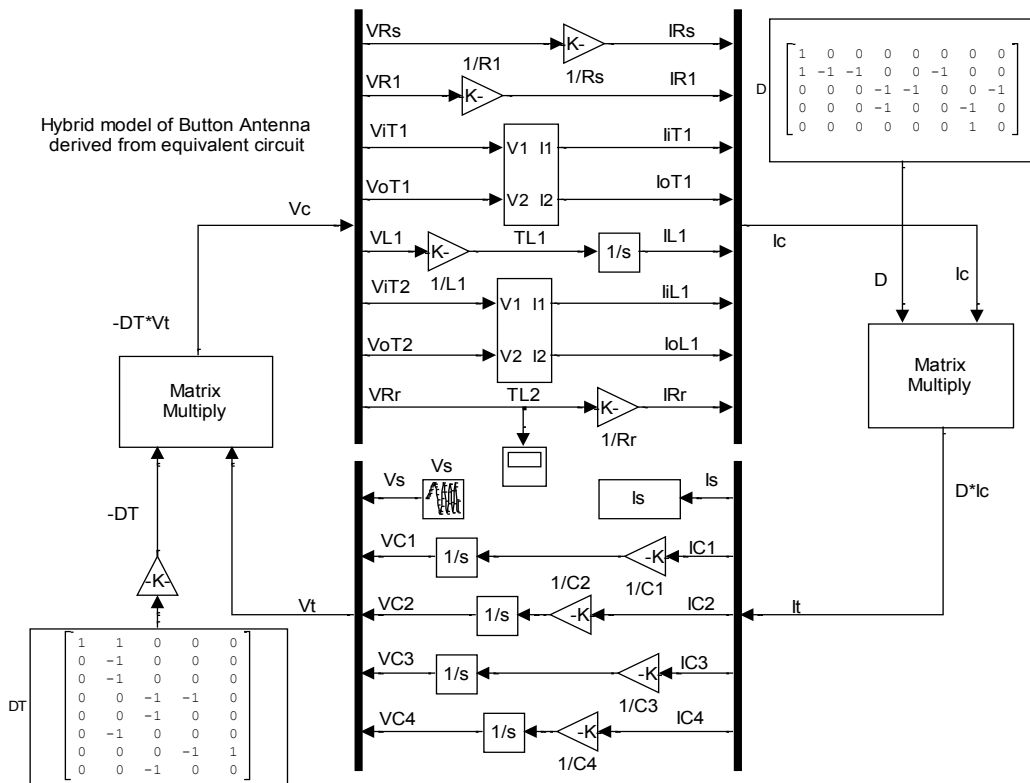 Hybrid model of Button Antenna
derived from equivalent circuit
VRs
K-
1/Rs
IRs
VR1
1/R1
K-
IR1
ViT1
V1 I1
IiT1
VoT1
V2 I2
IoT1
TL1
VL1
K-
1/L1
1/s
IL1
ViT2
V1 I1
IiL1
VoT2
V2 I2
IoL1
TL2
VRr
K-
1/Rr
IRr
D
1 0 0 0 0 0 0 0
1 -1 -1 0 0 -1 0 0
0 0 0 -1 -1 0 0 -1
0 0 0 -1 0 0 -1 0
0 0 0 0 0 0 1 0
Vc
Ic
D
Ic
-DT*Vt
Matrix
Multiply
Matrix
Multiply
Vs
Vs
Is
Is
D*Ic
-DT
-K-
VC1
1/s
-K
1/C1
IC1
Vt
VC2
1/s
1/C2
-K
IC2
It
VC3
1/s
-K
1/C3
IC3
VC4
1/s
-K
1/C4
IC4
DT
1 1 0 0 0
0 -1 0 0 0
0 -1 0 0 0
0 0 -1 -1 0
0 0 -1 0 0
0 -1 0 0 0
0 0 0 -1 1
0 0 -1 0 0